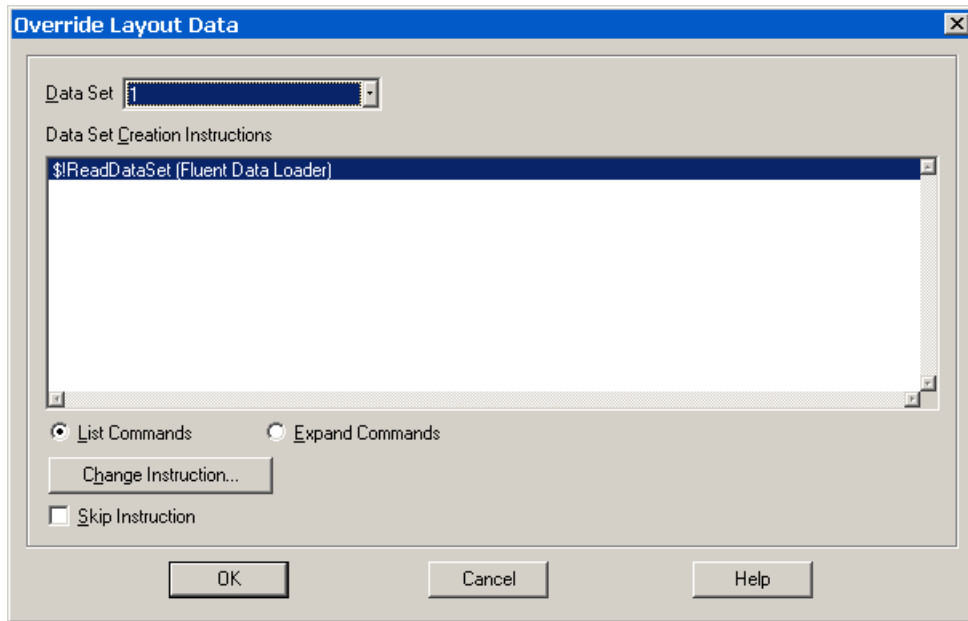 Override Layout Data
Data Set 1
Data Set Creation Instructions
$!ReadDataSet (Fluent Data Loader)
List Commands Expand Commands
Change Instruction...
Skip Instruction
OK Cancel Help